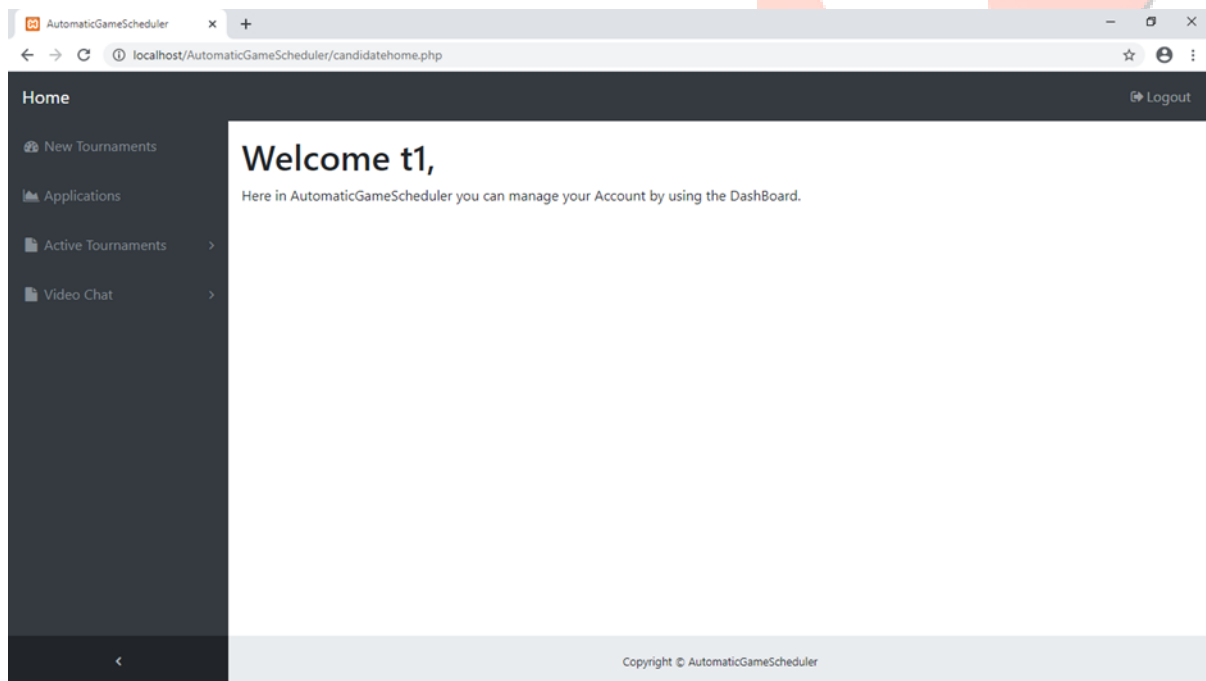 AutomaticGameScheduler
localhost/AutomaticGameScheduler/candidatehome.php
Home
Logout
New Tournaments
Applications
Active Tournaments
Video Chat
Welcome t1,
Here in AutomaticGameScheduler you can manage your Account by using the DashBoard.
Copyright © AutomaticGameScheduler